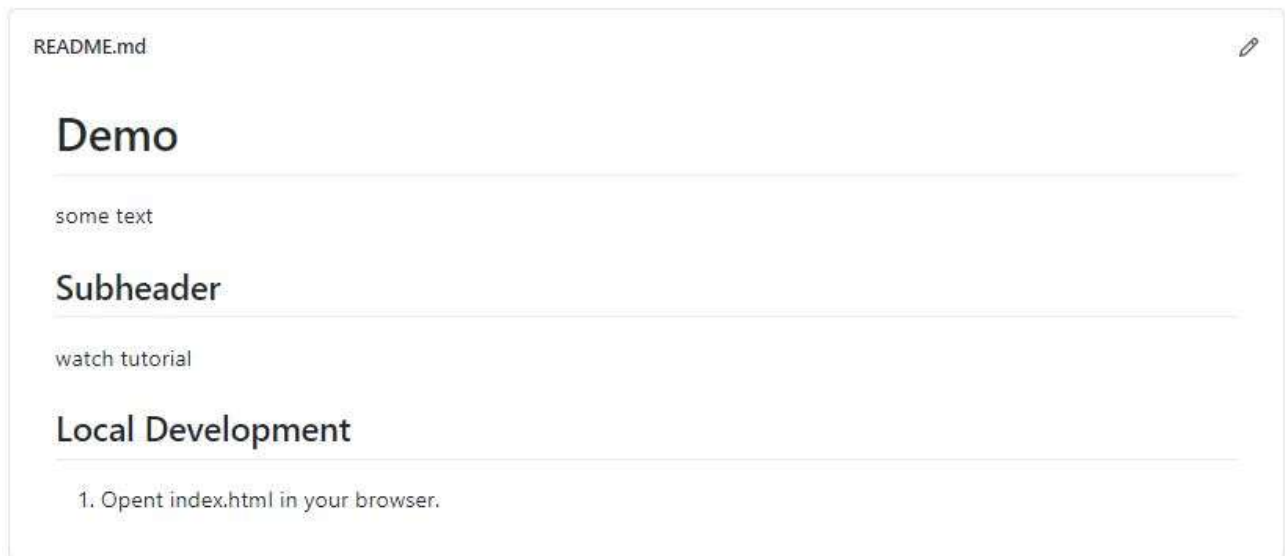 README.md
Demo
some text
Subheader
watch tutorial
Local Development
1. Opent index.html in your browser.